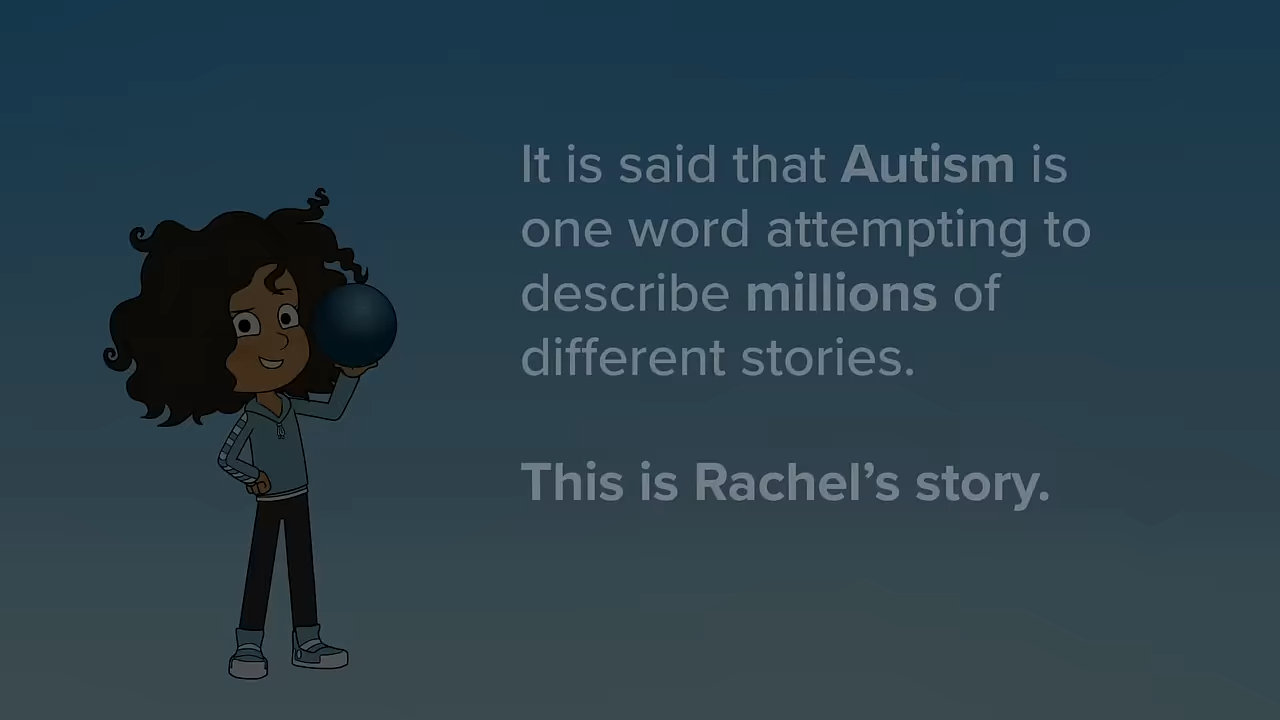 It is said that Autism is
one word attempting to
describe millions of
different stories.
This is Rachel’s story.